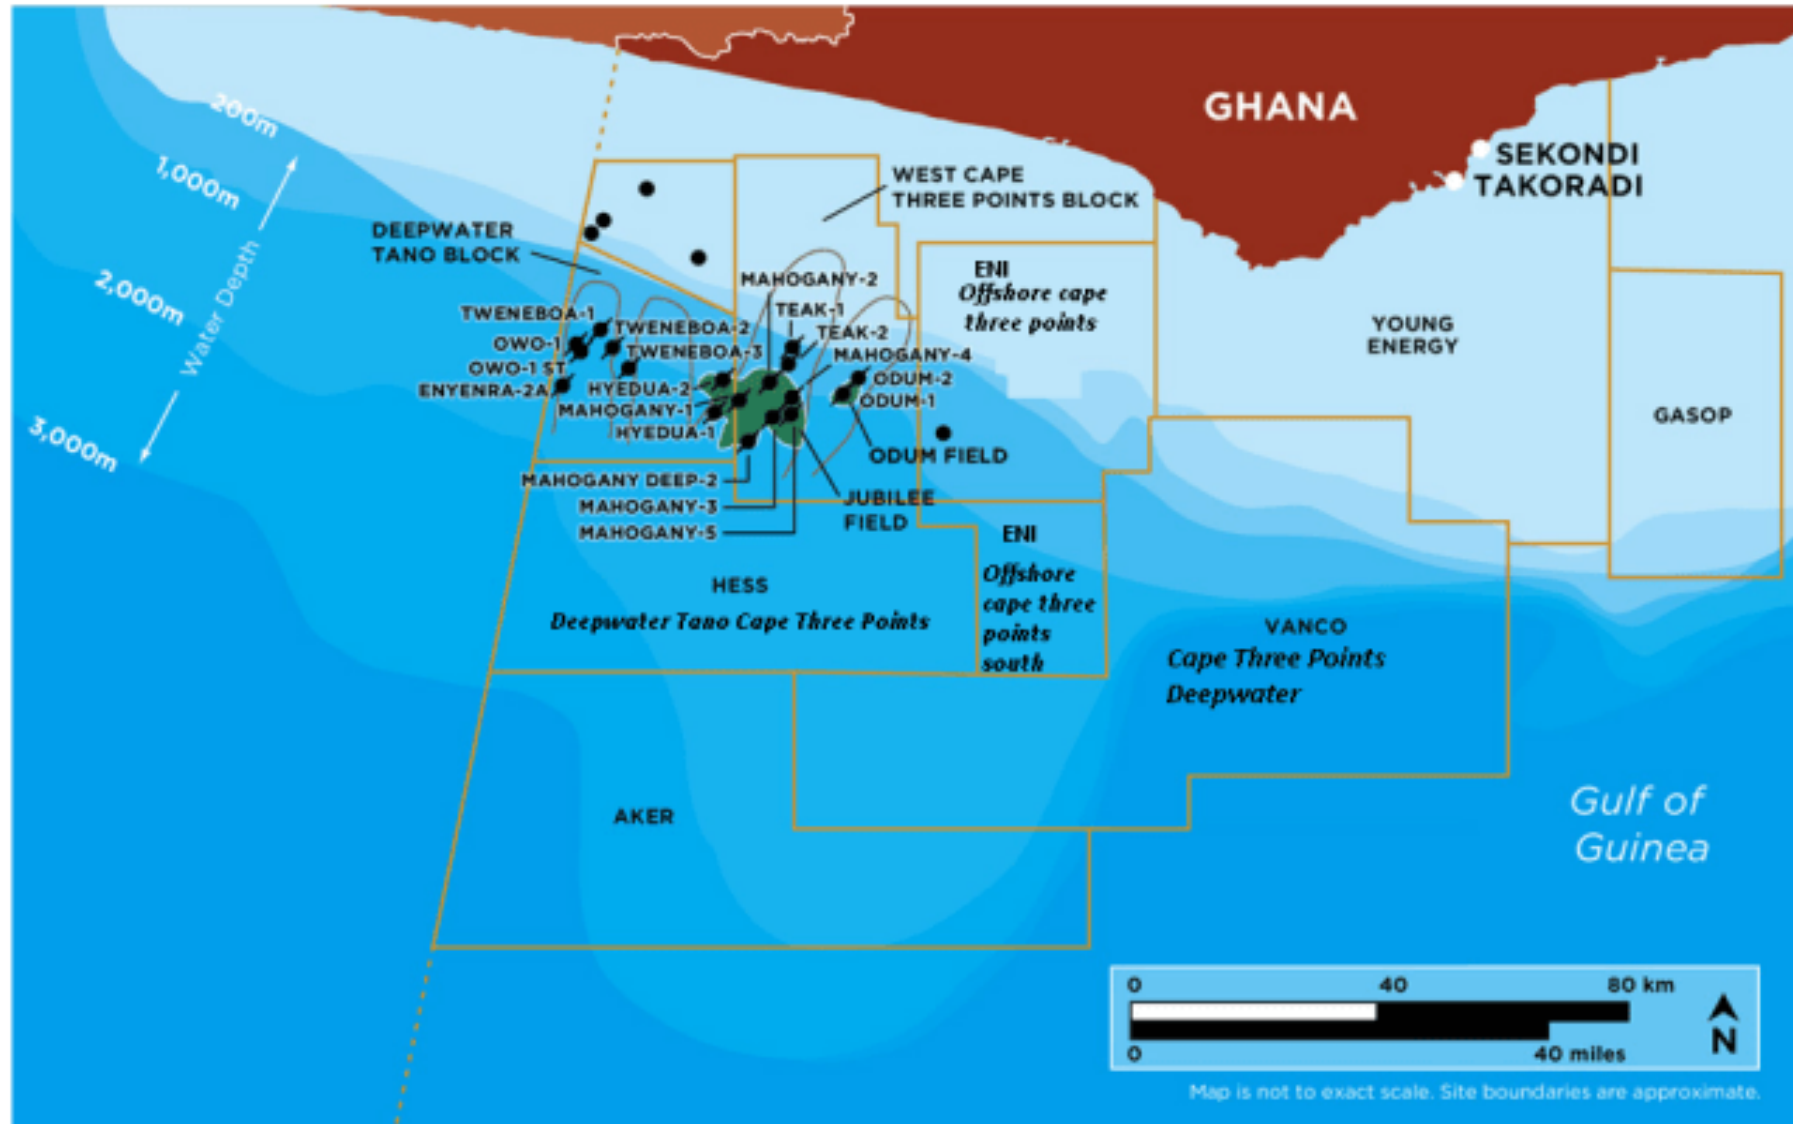 GHANA
200m
SEKONDI
TAKORADI
1,000m
WEST CAPE
THREE POINTS BLOCK
DEEPWATER
TANO BLOCK
Water Depth
2,000m
3,000m
ENI
Offshore cape
three points
MAHOGANY-2
TEAK-1
TEAK-2
TWENEBOA-1
TWENEBOA-2
OWO-1
TWENEBOA-3
MAHOGANY-4
OWO-1 ST
ODUM-2
ENYENRA-2A
HYEDUA-2
ODUM-1
MAHOGANY-1
HYEDUA-1
ODUM FIELD
MAHOGANY DEEP-2
MAHOGANY-3
JUBILEE
FIELD
MAHOGANY-5
YOUNG
ENERGY
GASOP
ENI
Offshore
cape three
points
south
HESS
Deepwater Tano Cape Three Points
VANCO
Cape Three Points
Deepwater
AKER
Gulf of
Guinea
0 40 80 km
0 40 miles
N
Map is not to exact scale. Site boundaries are approximate.